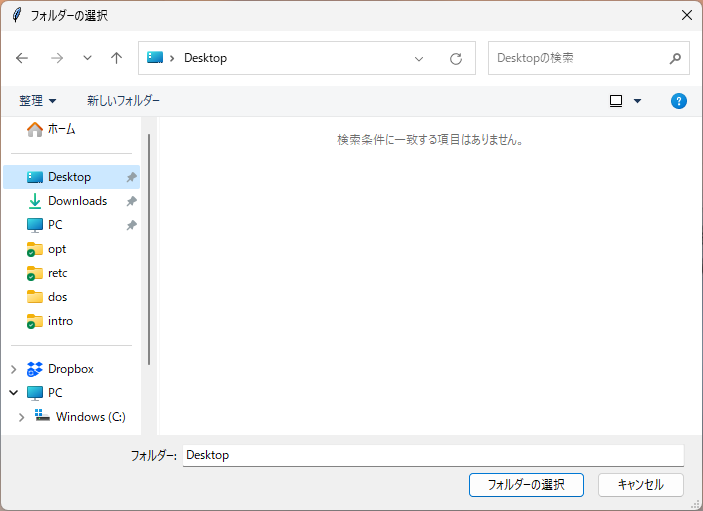 フォルダーの選択
Desktop
Desktopの検索
整理
新しいフォルダー
?
ホーム
検索条件に一致する項目はありません。
Desktop
Downloads
PC
opt
retc
dos
intro
Dropbox
PC
Windows (C:)
フォルダー: Desktop
フォルダーの選択
キャンセル